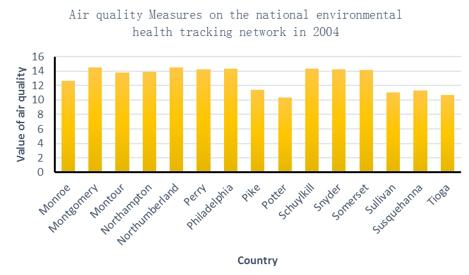 Air quality Measures on the national environmental
health tracking network in 2004
Value of air quality
16
14
12
10
8
6
4
2
0
Monroe
Montgomery
Montour
Northampton
Northumberland
Perry
Philadelphia
Pike
Potter
Schuylkill
Snyder
Somerset
Sullivan
Susquehanna
Tioga
Country